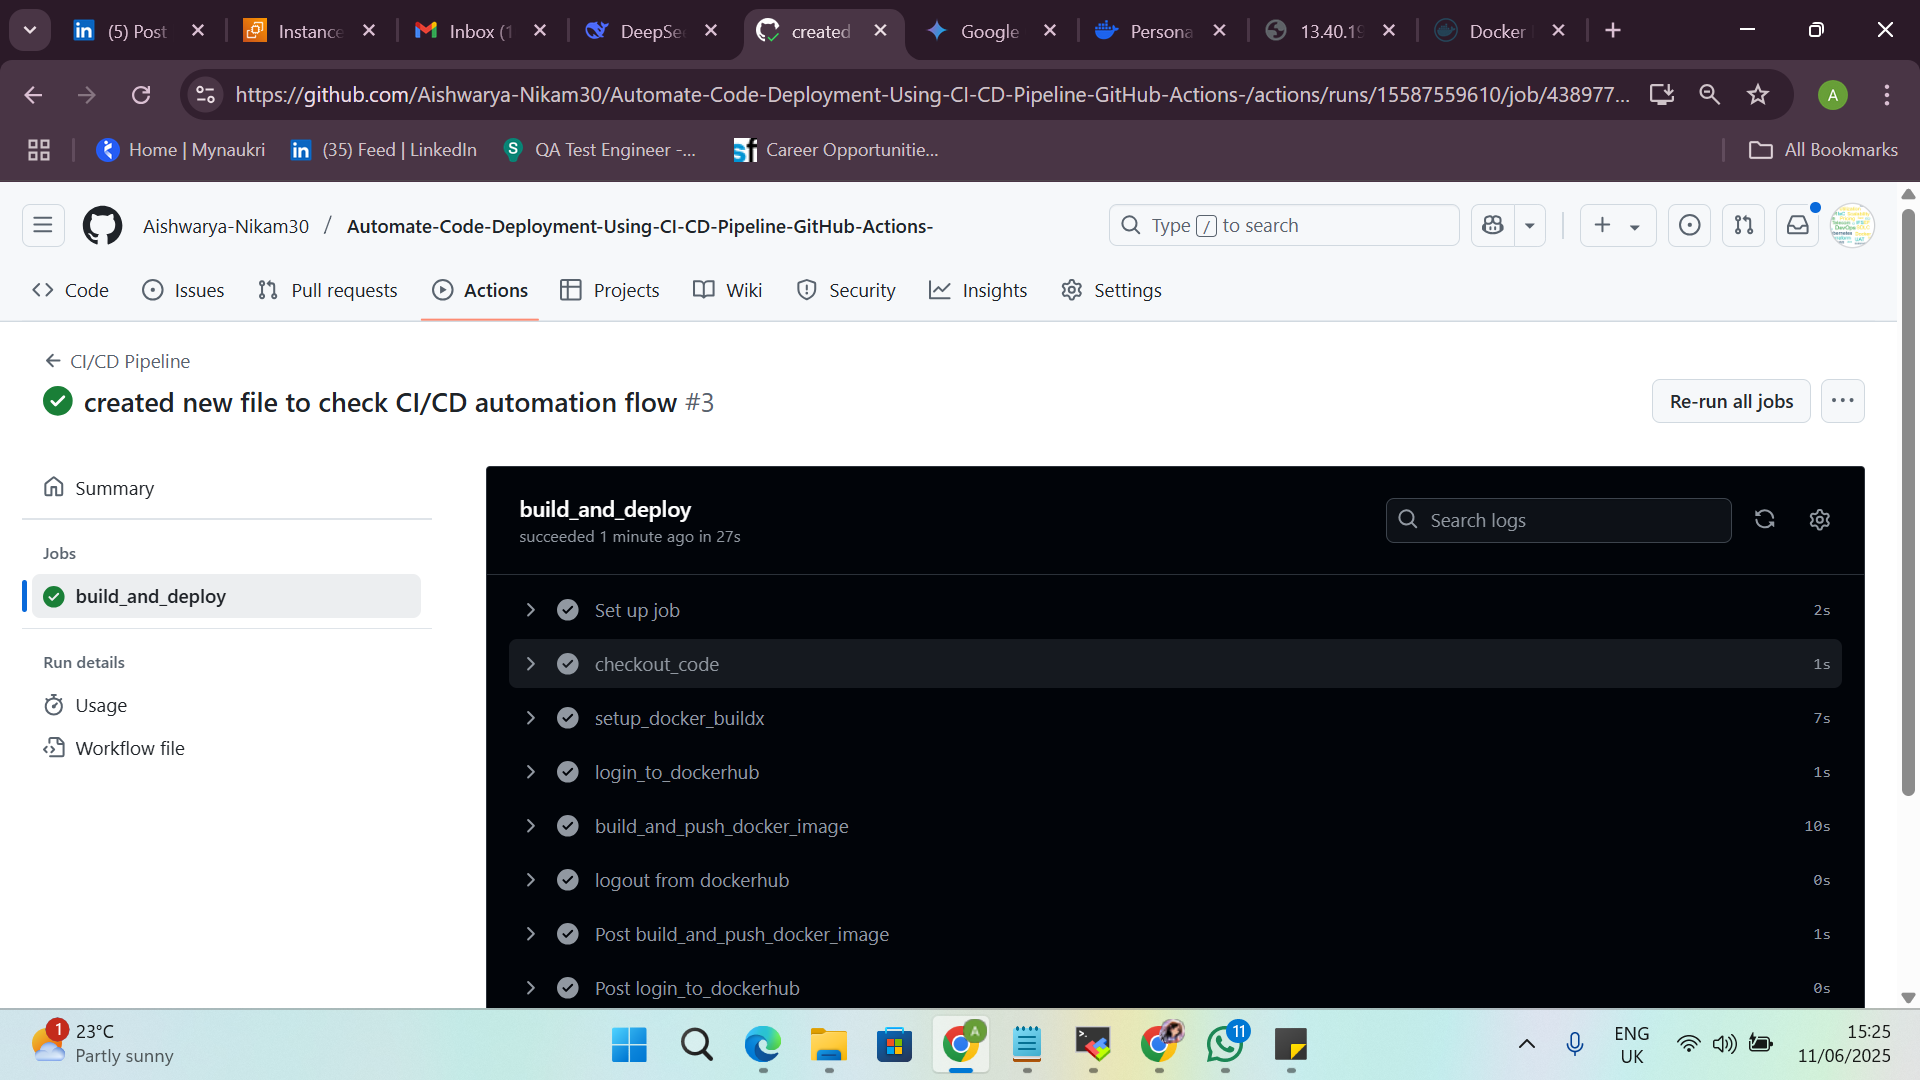 (5) Post
Instance
Inbox (1
DeepSe
created
Google
Persona
13.40.19
Docker
https://github.com/Aishwarya-Nikam30/Automate-Code-Deployment-Using-CI-CD-Pipeline-GitHub-Actions-/actions/runs/15587559610/job/438977...
A
Home | Mynaukri
(35) Feed | LinkedIn
QA Test Engineer -...
Career Opportunitie...
All Bookmarks
Aishwarya-Nikam30 / Automate-Code-Deployment-Using-CI-CD-Pipeline-GitHub-Actions-
Type / to search
Code
Issues
Pull requests
Actions
Projects
Wiki
Security
Insights
Settings
CI/CD Pipeline
created new file to check CI/CD automation flow #3
Re-run all jobs
Summary
Jobs
build_and_deploy
Run details
Usage
Workflow file
build_and_deploy
succeeded 1 minute ago in 27s
Search logs
Set up job 2s
checkout_code 1s
setup_docker_buildx 7s
login_to_dockerhub 1s
build_and_push_docker_image 10s
logout from dockerhub 0s
Post build_and_push_docker_image 1s
Post login_to_dockerhub 0s
1
23°C
Partly sunny
A
11
ENG
UK
15:25
11/06/2025